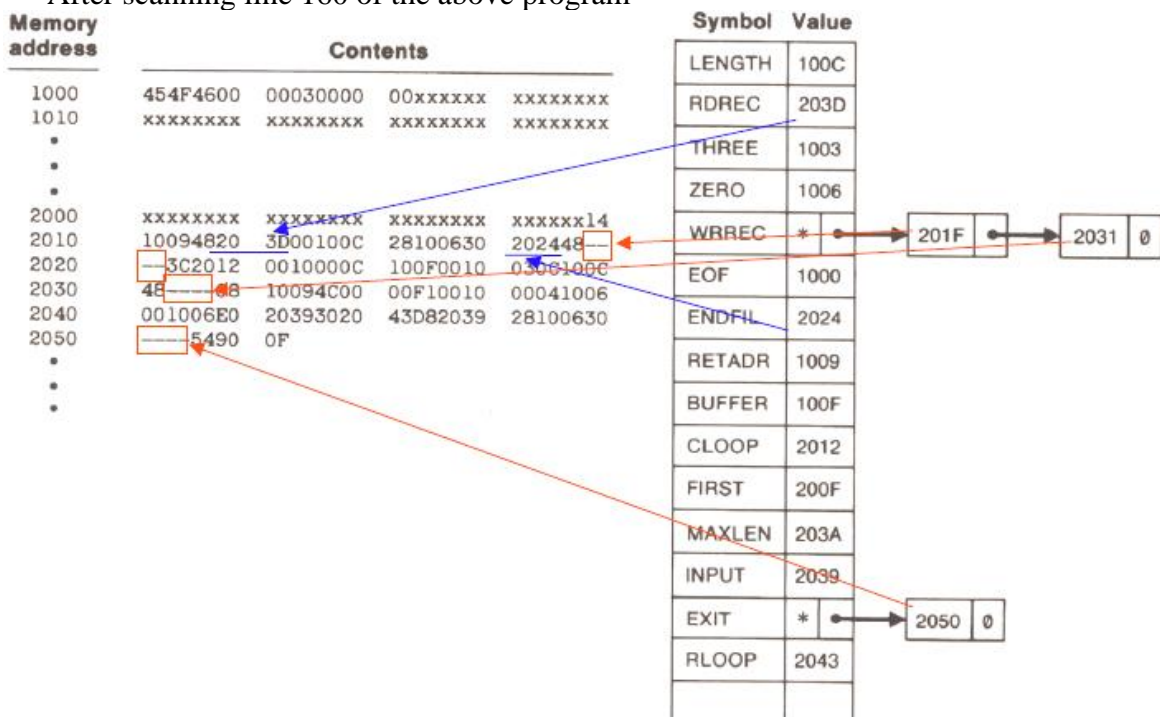 After scanning line 160 of the above program
Memory address
Contents
1000 454F4600 00030000 00xxxxxx xxxxxxxx
1010 xxxxxxxx xxxxxxxx xxxxxxxx xxxxxxxx
2000 xxxxxxxx xxxxxxxx xxxxxxxx xxxxxx14
2010 10094820 3D00100C 28100630 202448--
2020 --3C2012 0010000C 100F0010 0300100C
2030 48----08 10094C00 00F10010 00041006
2040 001006E0 20393020 43D82039 28100630
2050 ----5490 0F
Symbol Value
LENGTH 100C
RDREC 203D
THREE 1003
ZERO 1006
WRREC * 201F 2031 0
EOF 1000
ENDFIL 2024
RETADR 1009
BUFFER 100F
CLOOP 2012
FIRST 200F
MAXLEN 203A
INPUT 2039
EXIT * 2050 0
RLOOP 2043